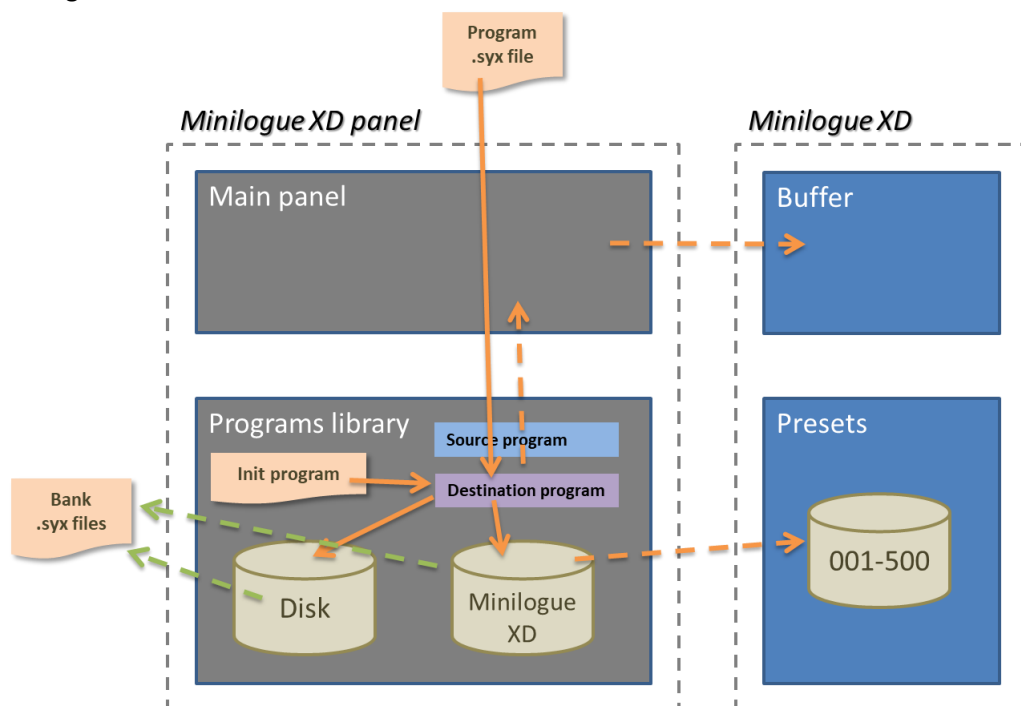 Program
.syx file
Minilogue XD panel
Minilogue XD
Main panel
Buffer
Programs library
Source program
Init program
Destination program
Presets
Bank
.syx files
Disk
Minilogue
XD
001-500